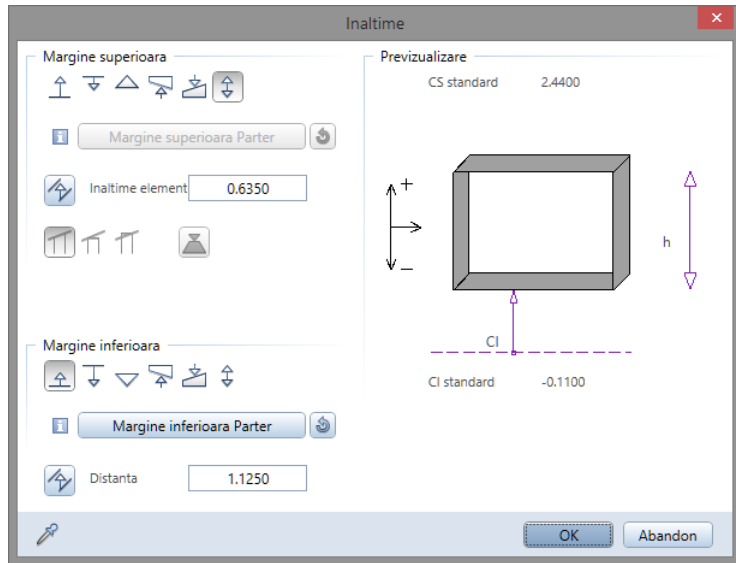 Inaltime
Margine superioara
Margine superioara Parter
Inaltime element 0.6350
Margine inferioara
Margine inferioara Parter
Distanta 1.1250
Previzualizare
CS standard 2.4400
+
h
–
CI
CI standard -0.1100
OK Abandon